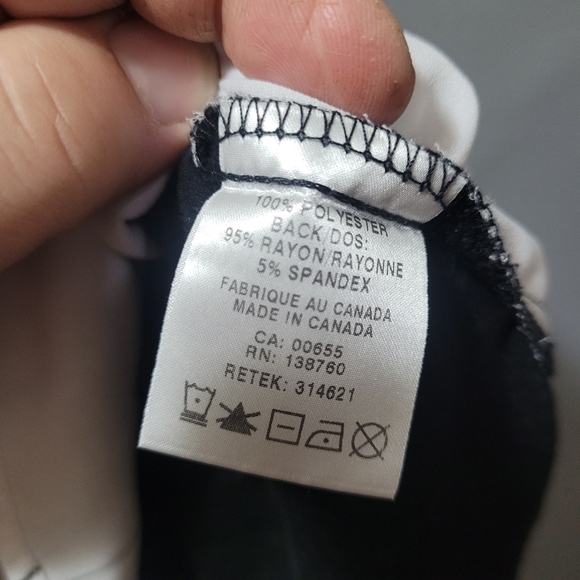 100% POLYESTER
BACK/DOS:
95% RAYON/RAYONNE
5% SPANDEX
FABRIQUE AU CANADA
MADE IN CANADA
CA: 00655
RN: 138760
RETEK: 314621